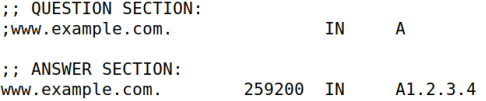 ;; QUESTION SECTION:
;www.example.com. IN A
;; ANSWER SECTION:
www.example.com. 259200 IN A1.2.3.4